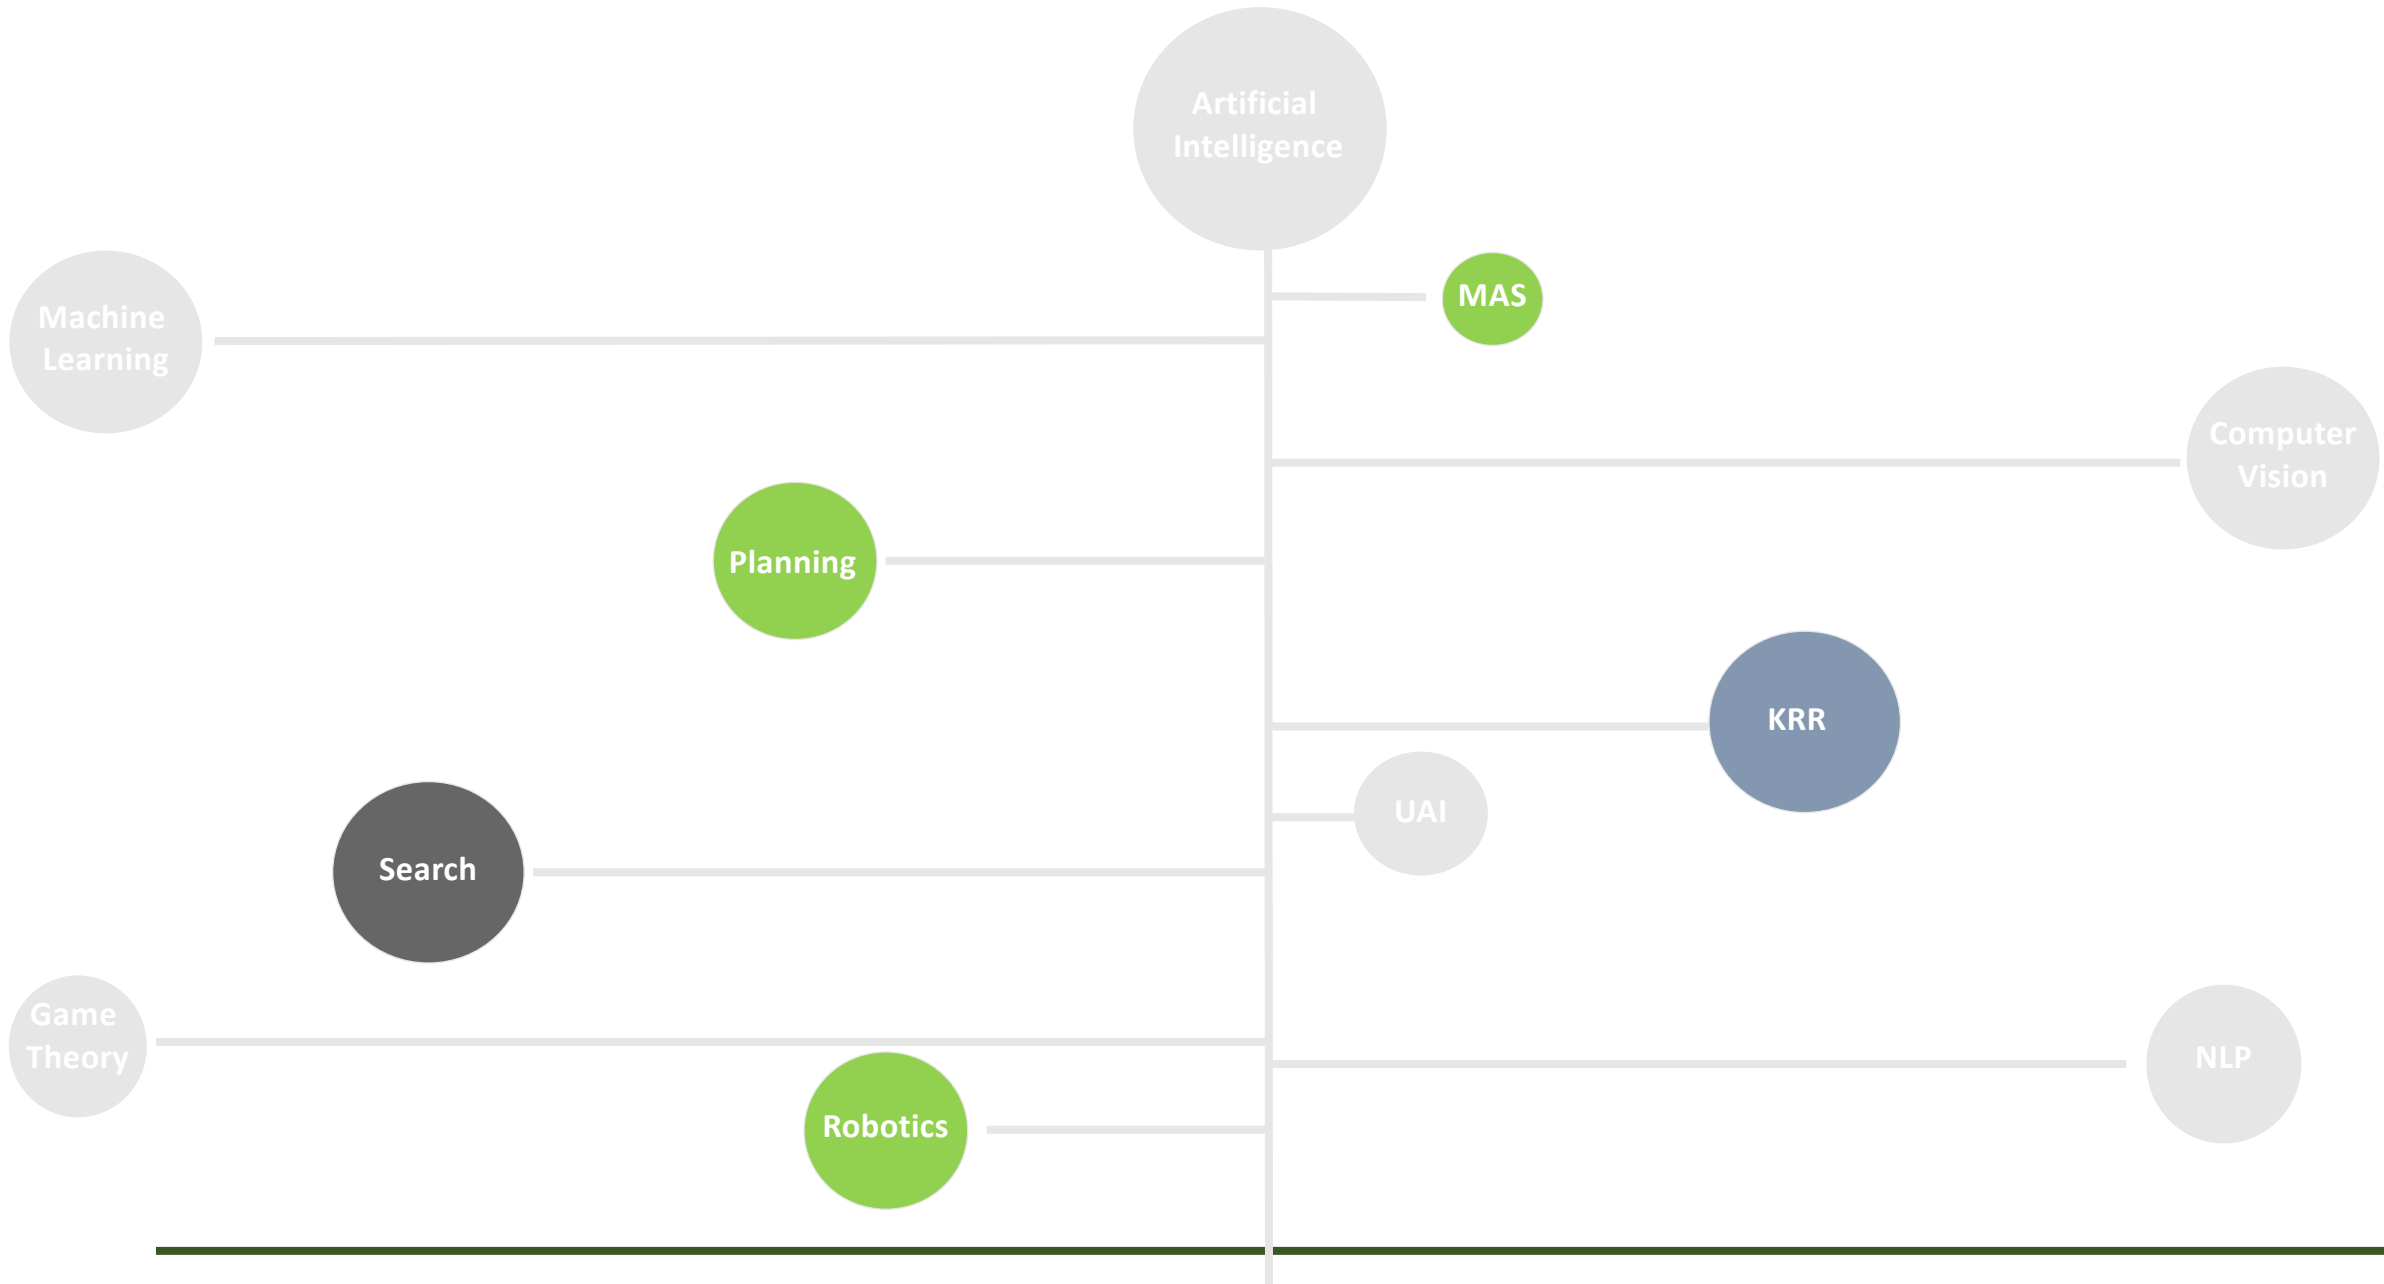 Artificial
Intelligence
MAS
Machine
Learning
Computer
Vision
Planning
KRR
UAI
Search
Game
Theory
NLP
Robotics